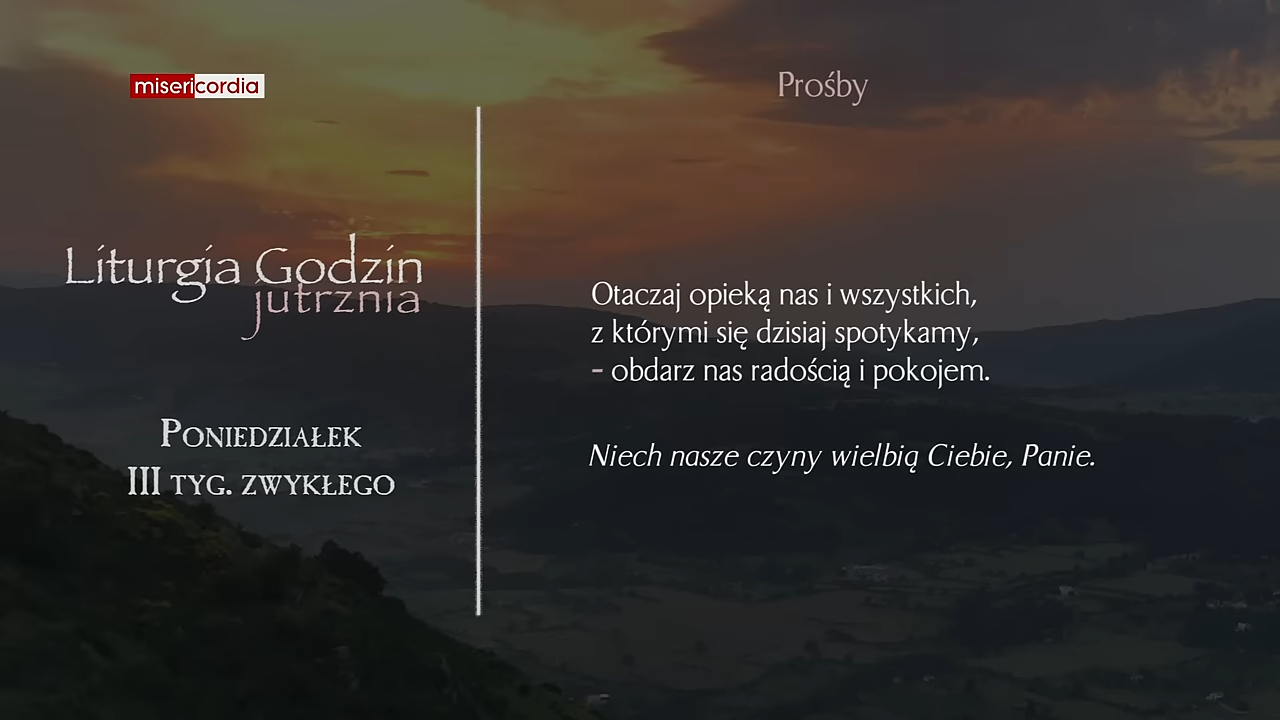 misericordia
Liturgia Godzin
jutrznia
Poniedziałek
III tyg. zwykłego
Prośby
Otaczaj opieką nas i wszystkich,
z którymi się dzisiaj spotykamy,
- obdarz nas radością i pokojem.
Niech nasze czyny wielbią Ciebie, Panie.